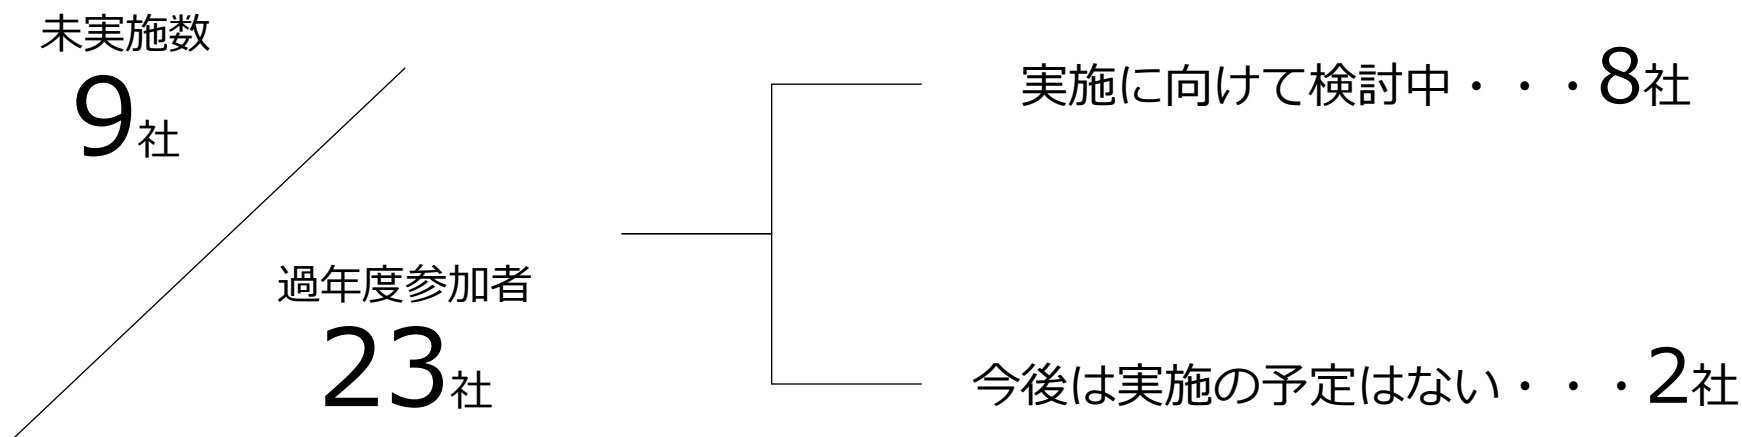 未実施数
9社
過年度参加者
23社
実施に向けて検討中・・・8社
今後は実施の予定はない・・・2社